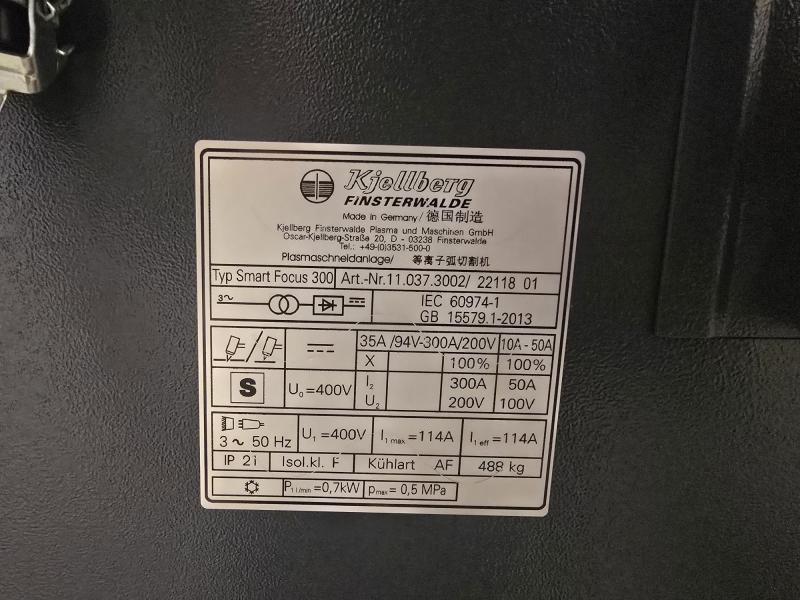 Kjellberg
FINSTERWALDE
Made in Germany/德国制造
Kjellberg Finsterwalde Plasma und Maschinen GmbH
Oscar-Kjellberg-Straße 20, D - 03238 Finsterwalde
Tel.: +49-(0)3531-500-0
Plasmaschneidanlage/ 等离子弧切割机
Typ Smart Focus 300 Art.-Nr.11.037.3002/ 22118 01
3~ IEC 60974-1
GB 15579.1-2013
35A /94V-300A/200V 10A - 50A
X 100% 100%
S U₀=400V I₂ 300A 50A
U₂ 200V 100V
3 ~ 50 Hz U₁=400V I₁ max=114A I₁ eff=114A
IP 21 Isol.kl. F Kühlart AF 488 kg
P₁ l/min=0,7kW pmax=0,5 MPa